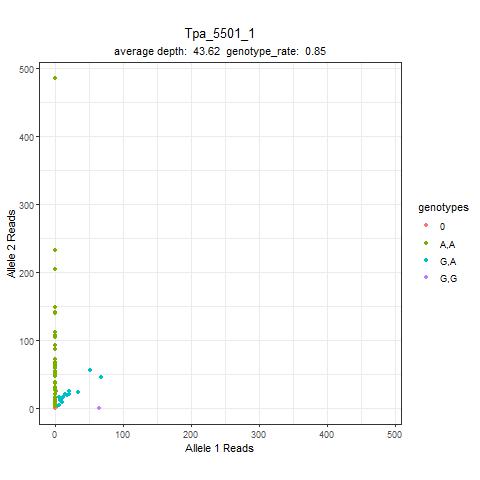 Tpa_5501_1
average depth: 43.62 genotype_rate: 0.85
500
400
300
200
100
0
Allele 2 Reads
0 100 200 300 400 500
Allele 1 Reads
genotypes
0
A,A
G,A
G,G